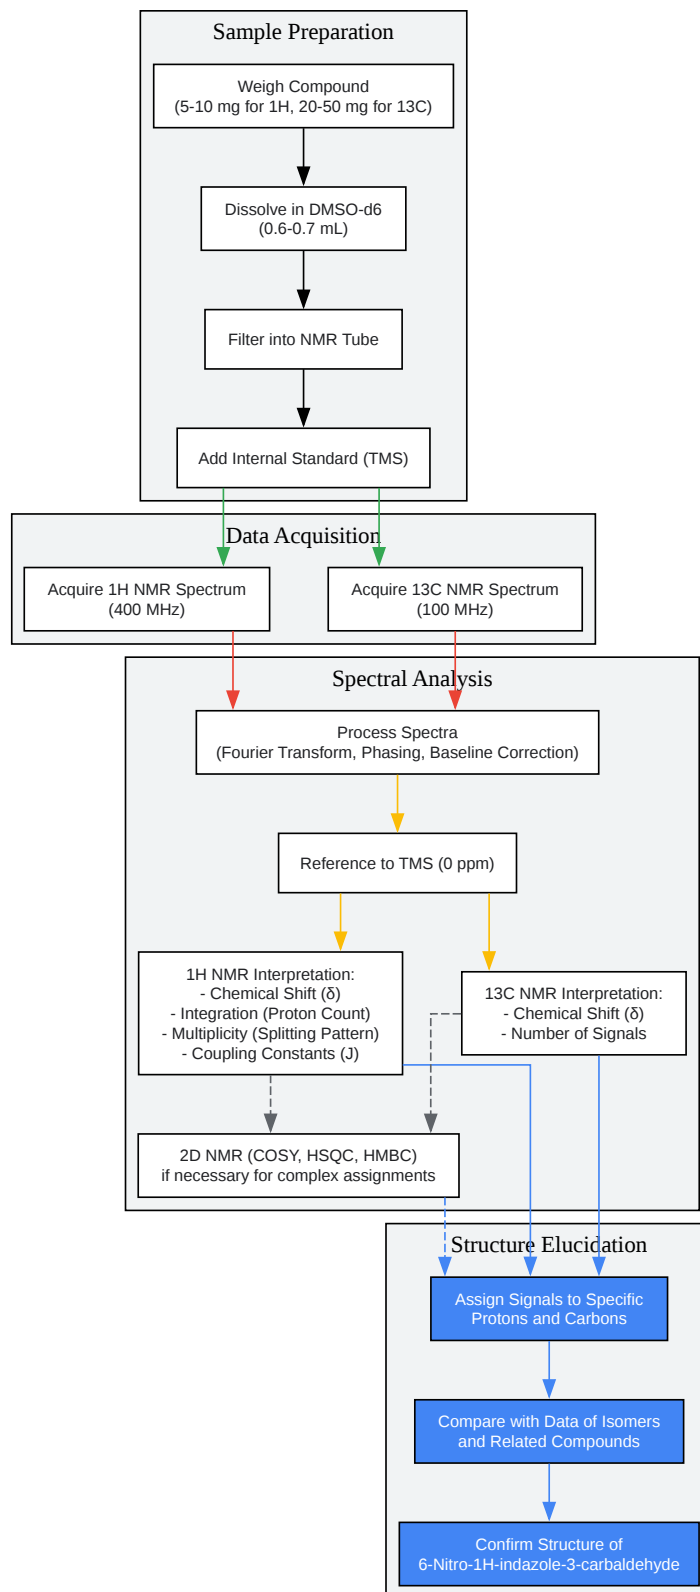 Sample Preparation
Weigh Compound
(5-10 mg for 1H, 20-50 mg for 13C)
Dissolve in DMSO-d6
(0.6-0.7 mL)
Filter into NMR Tube
Add Internal Standard (TMS)
Data Acquisition
Acquire 1H NMR Spectrum
(400 MHz)
Acquire 13C NMR Spectrum
(100 MHz)
Spectral Analysis
Process Spectra
(Fourier Transform, Phasing, Baseline Correction)
Reference to TMS (0 ppm)
1H NMR Interpretation:
- Chemical Shift (δ)
- Integration (Proton Count)
- Multiplicity (Splitting Pattern)
- Coupling Constants (J)
13C NMR Interpretation:
- Chemical Shift (δ)
- Number of Signals
2D NMR (COSY, HSQC, HMBC)
if necessary for complex assignments
Structure Elucidation
Assign Signals to Specific
Protons and Carbons
Compare with Data of Isomers
and Related Compounds
Confirm Structure of
6-Nitro-1H-indazole-3-carbaldehyde